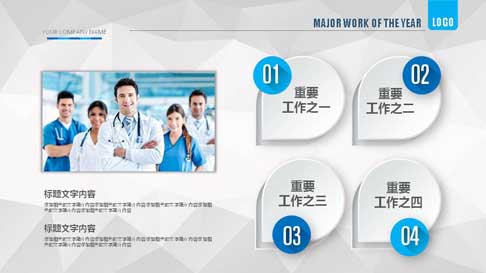 YOUR COMPANY NAME
MAJOR WORK OF THE YEAR
LOGO
01
重要
工作之一
02
重要
工作之二
标题文字内容
标题文字内容
重要
工作之三
03
重要
工作之四
04